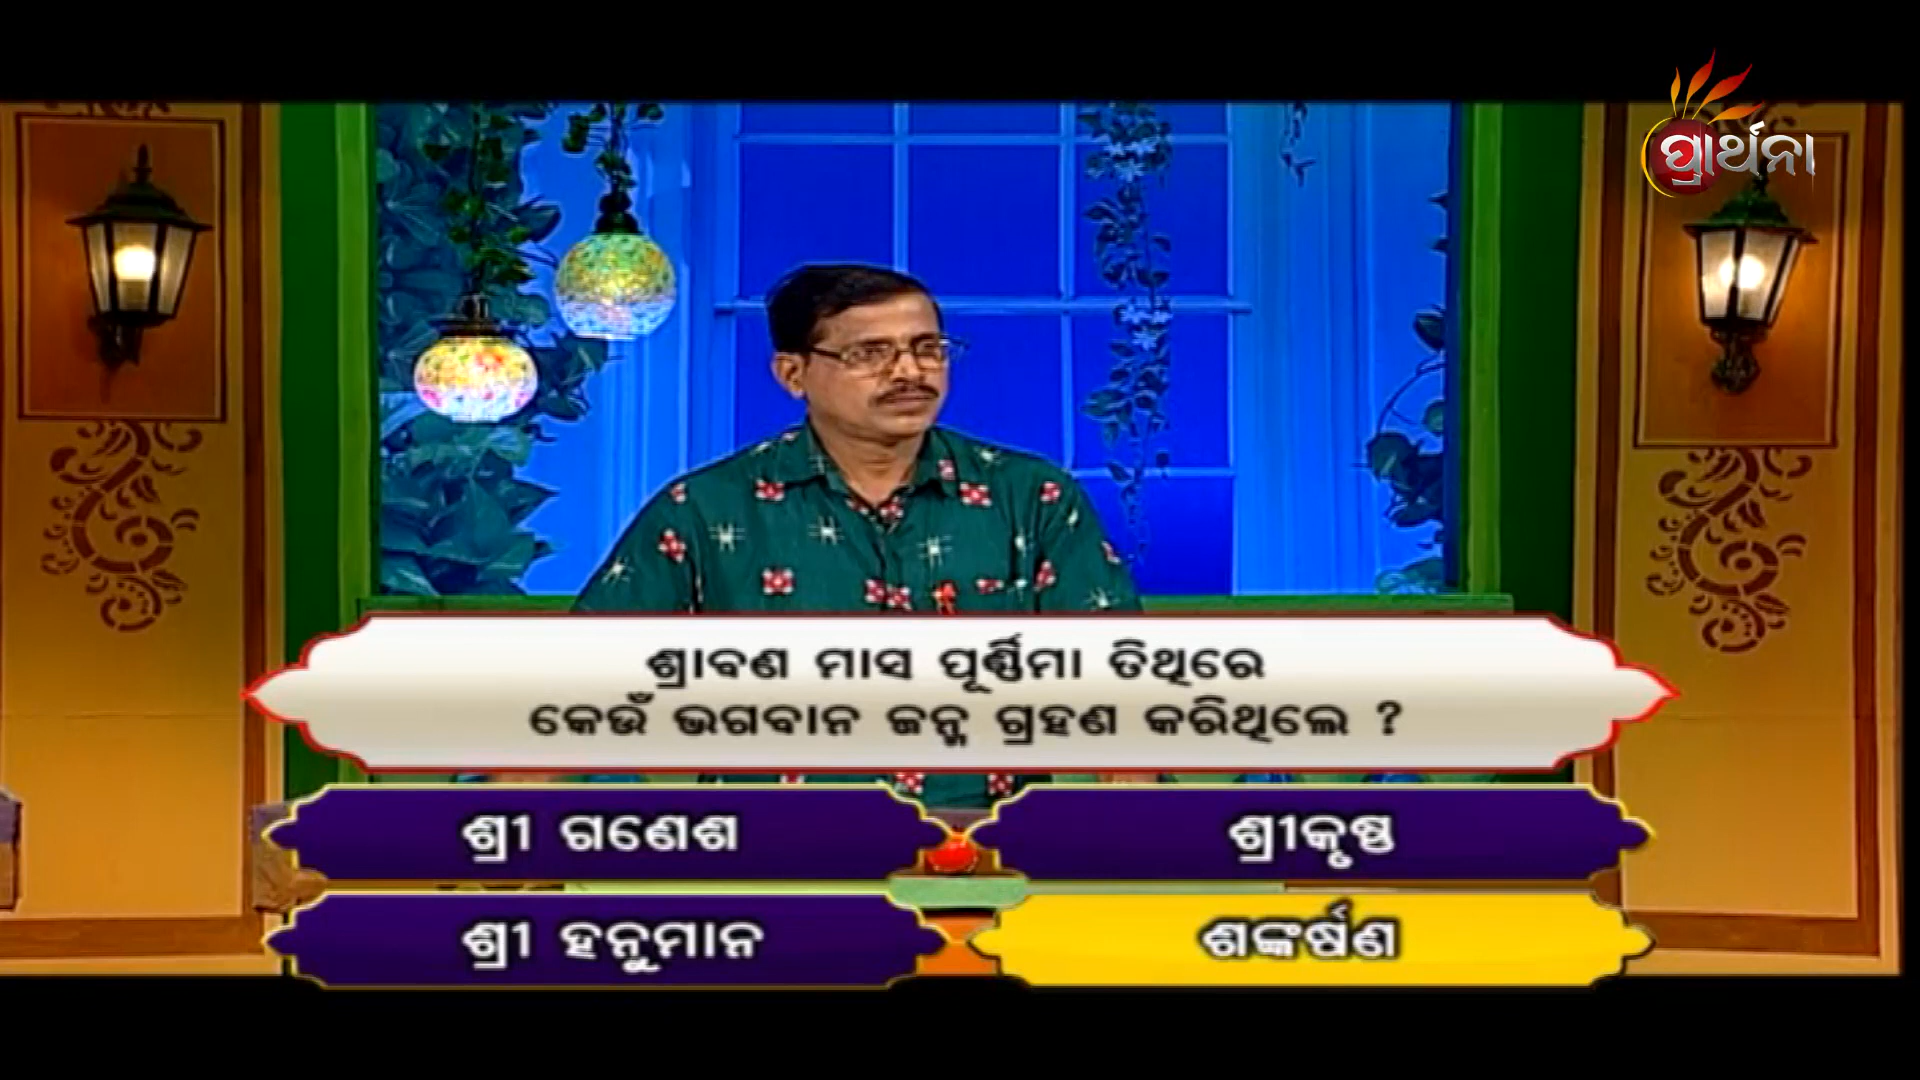 ପ୍ରାର୍ଥନା
ଶ୍ରାବଣ ମାସ ପୂର୍ଣ୍ଣିମା ତିଥିରେ
କେଉଁ ଭଗବାନ ଜନ୍ମ ଗ୍ରହଣ କରିଥିଲେ ?
ଶ୍ରୀ ଗଣେଶ
ଶ୍ରୀକୃଷ୍ଣ
ଶ୍ରୀ ହନୁମାନ
ଶଙ୍କର୍ଷଣ